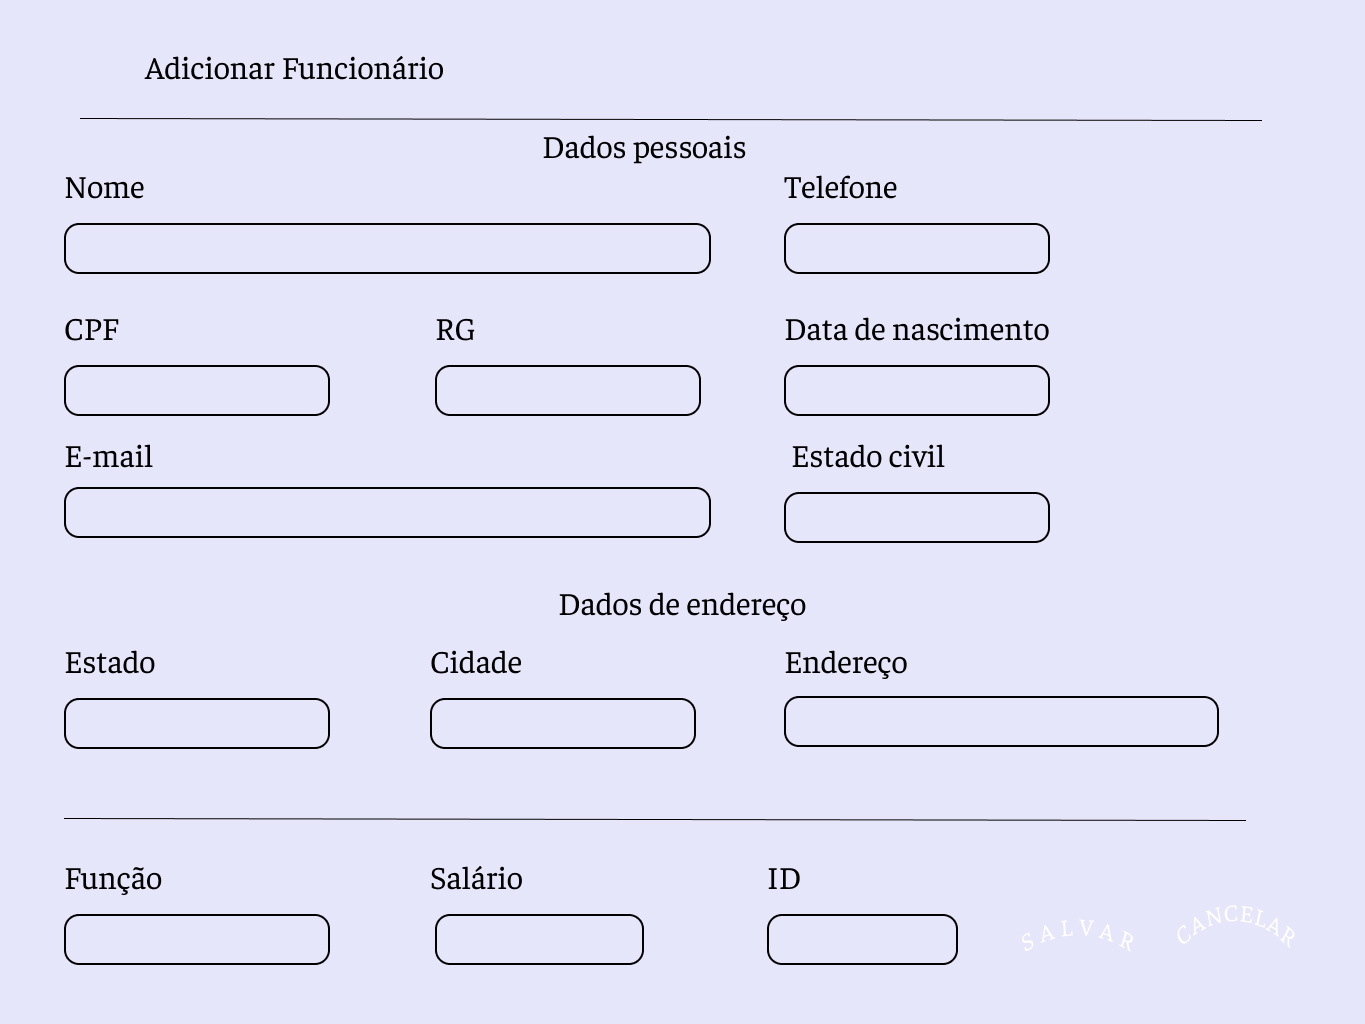 Adicionar Funcionário
Dados pessoais
Nome
Telefone
CPF
RG
Data de nascimento
E-mail
Estado civil
Dados de endereço
Estado
Cidade
Endereço
Função
Salário
ID
SALVAR
CANCELAR